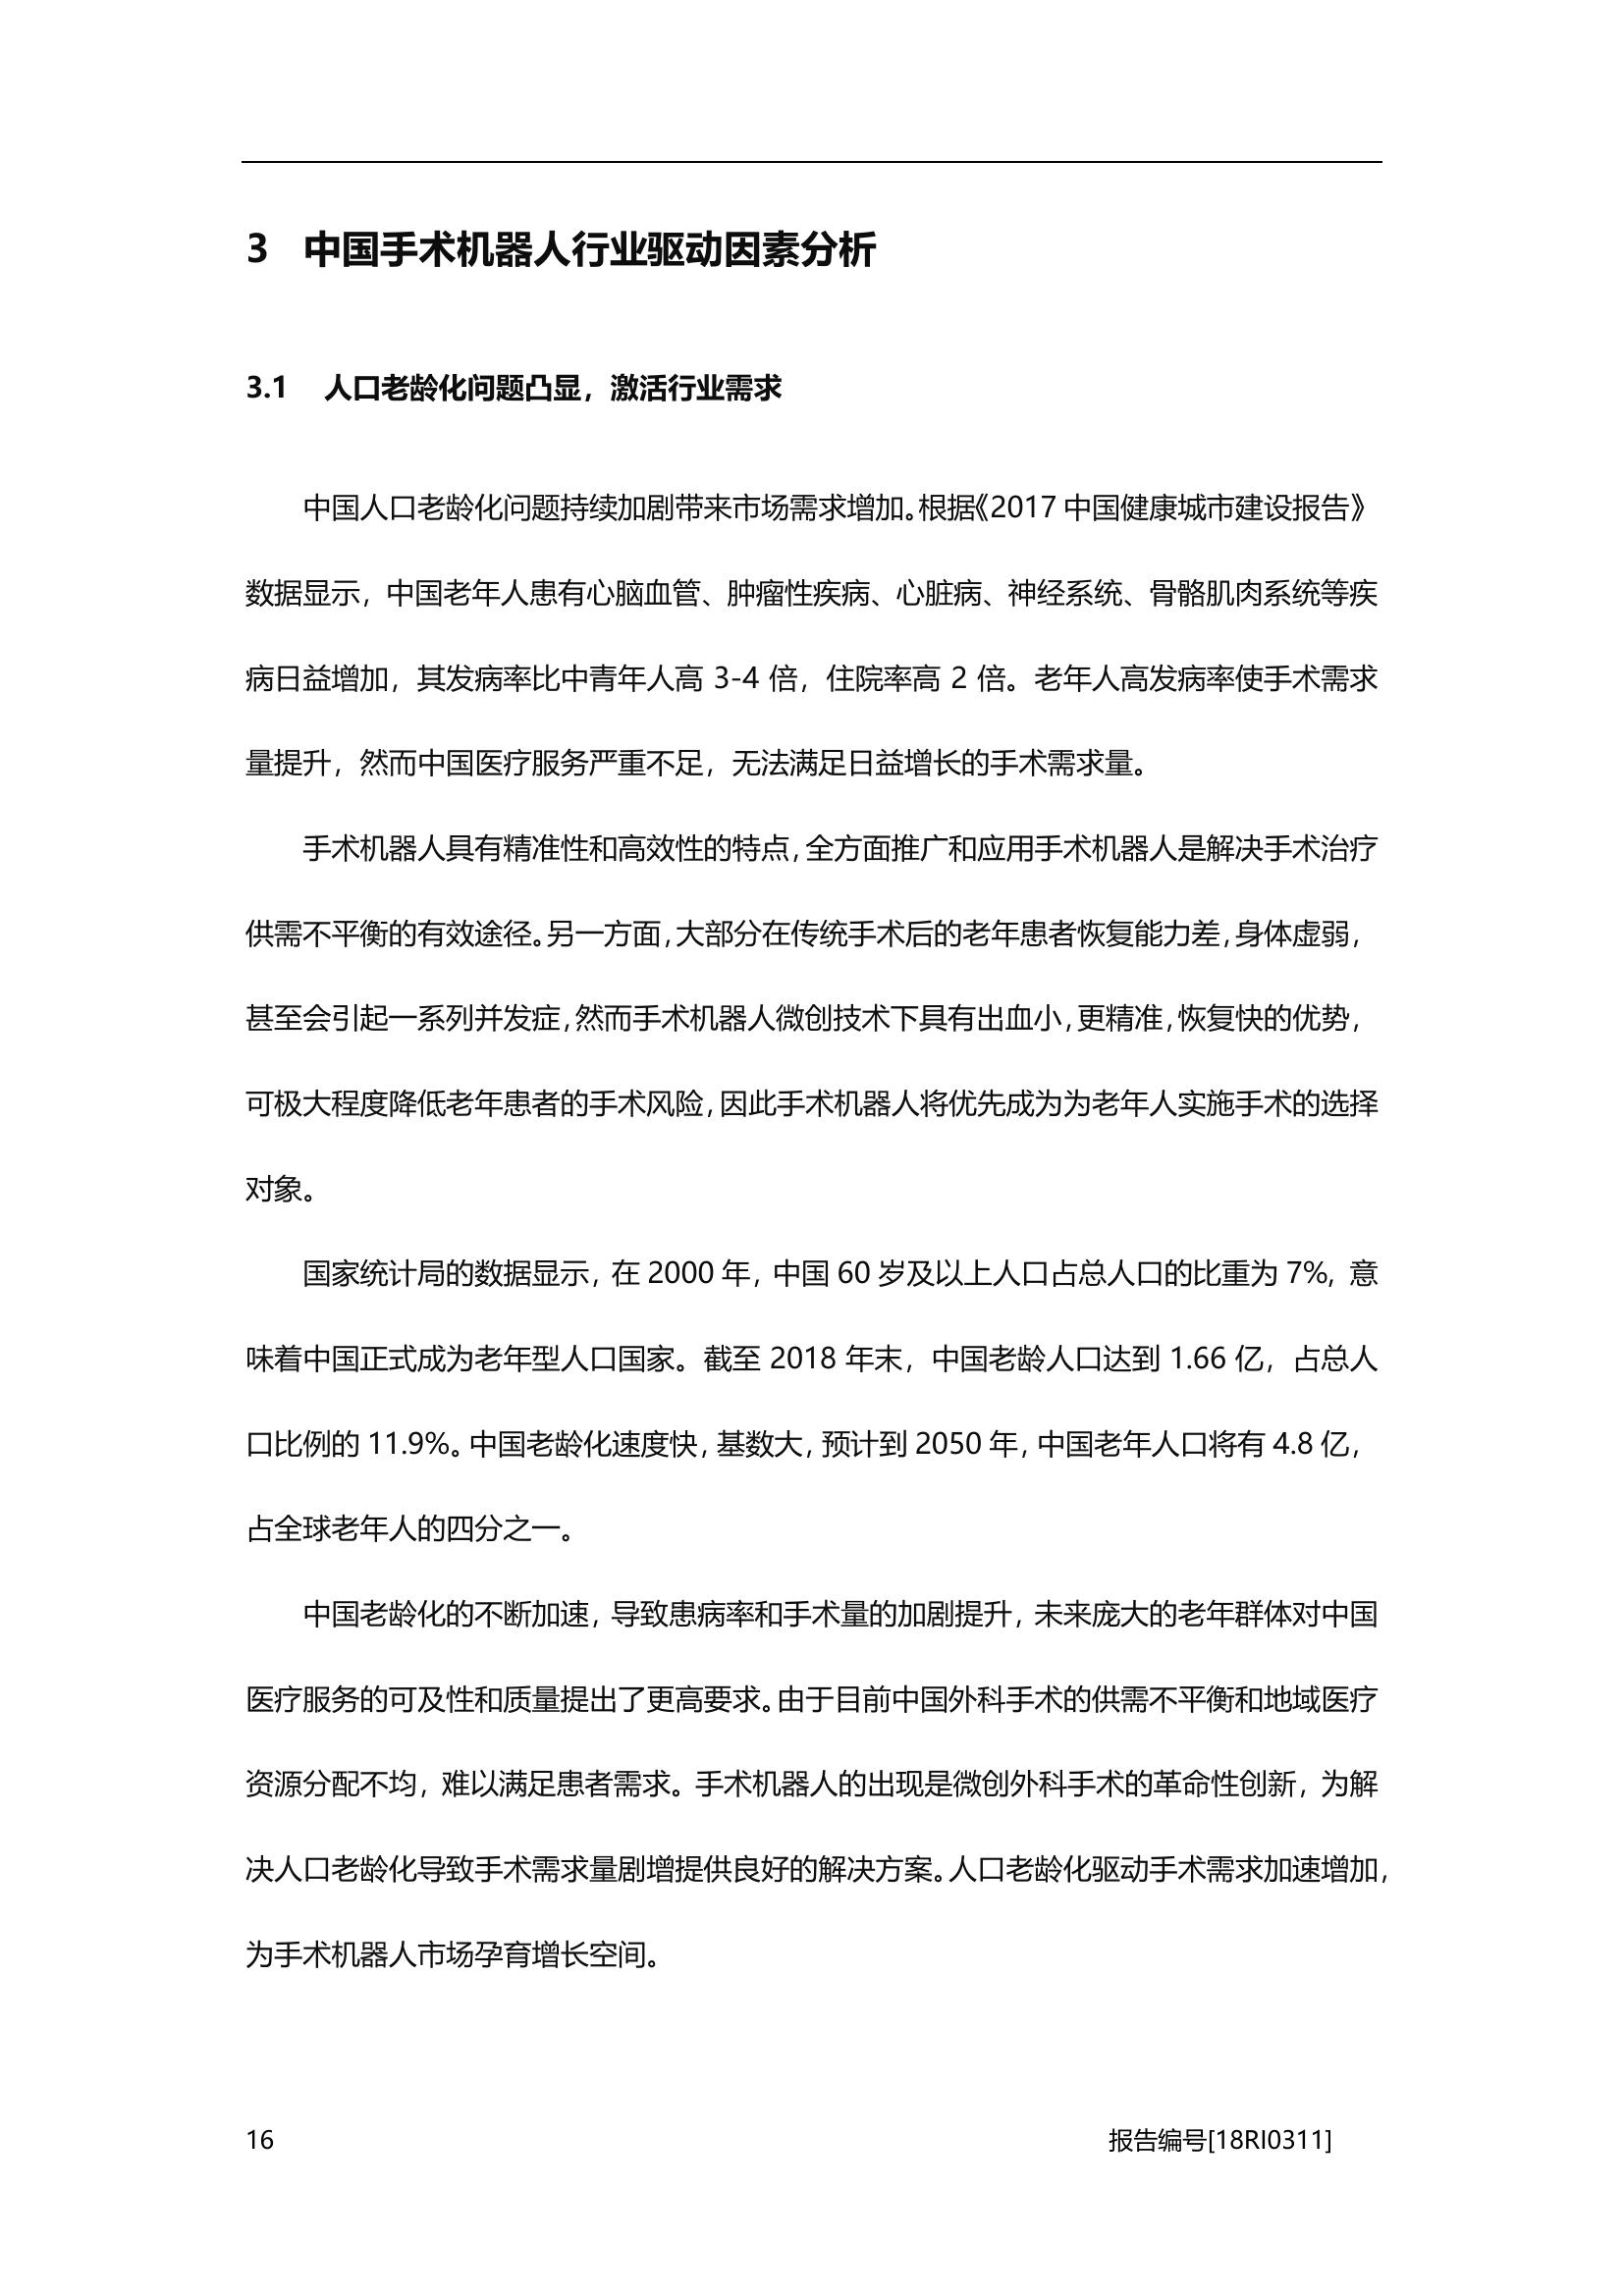 3 中国手术机器人行业驱动因素分析
3.1 人口老龄化问题凸显，激活行业需求
中国人口老龄化问题持续加剧带来市场需求增加。根据《2017 中国健康城市建设报告》
数据显示，中国老年人患有心脑血管、肿瘤性疾病、心脏病、神经系统、骨骼肌肉系统等疾
病日益增加，其发病率比中青年人高 3-4 倍，住院率高 2 倍。老年人高发病率使手术需求
量提升，然而中国医疗服务严重不足，无法满足日益增长的手术需求量。
手术机器人具有精准性和高效性的特点，全方面推广和应用手术机器人是解决手术治疗
供需不平衡的有效途径。另一方面，大部分在传统手术后的老年患者恢复能力差，身体虚弱，
甚至会引起一系列并发症，然而手术机器人微创技术下具有出血小，更精准，恢复快的优势，
可极大程度降低老年患者的手术风险，因此手术机器人将优先成为为老年人实施手术的选择
对象。
国家统计局的数据显示，在 2000 年，中国 60 岁及以上人口占总人口的比重为 7%，意
味着中国正式成为老年型人口国家。截至 2018 年末，中国老龄人口达到 1.66 亿，占总人
口比例的 11.9%。中国老龄化速度快，基数大，预计到 2050 年，中国老年人口将有 4.8 亿，
占全球老年人的四分之一。
中国老龄化的不断加速，导致患病率和手术量的加剧提升，未来庞大的老年群体对中国
医疗服务的可及性和质量提出了更高要求。由于目前中国外科手术的供需不平衡和地域医疗
资源分配不均，难以满足患者需求。手术机器人的出现是微创外科手术的革命性创新，为解
决人口老龄化导致手术需求量剧增提供良好的解决方案。人口老龄化驱动手术需求加速增加，
为手术机器人市场孕育增长空间。
16 报告编号[18RI0311]